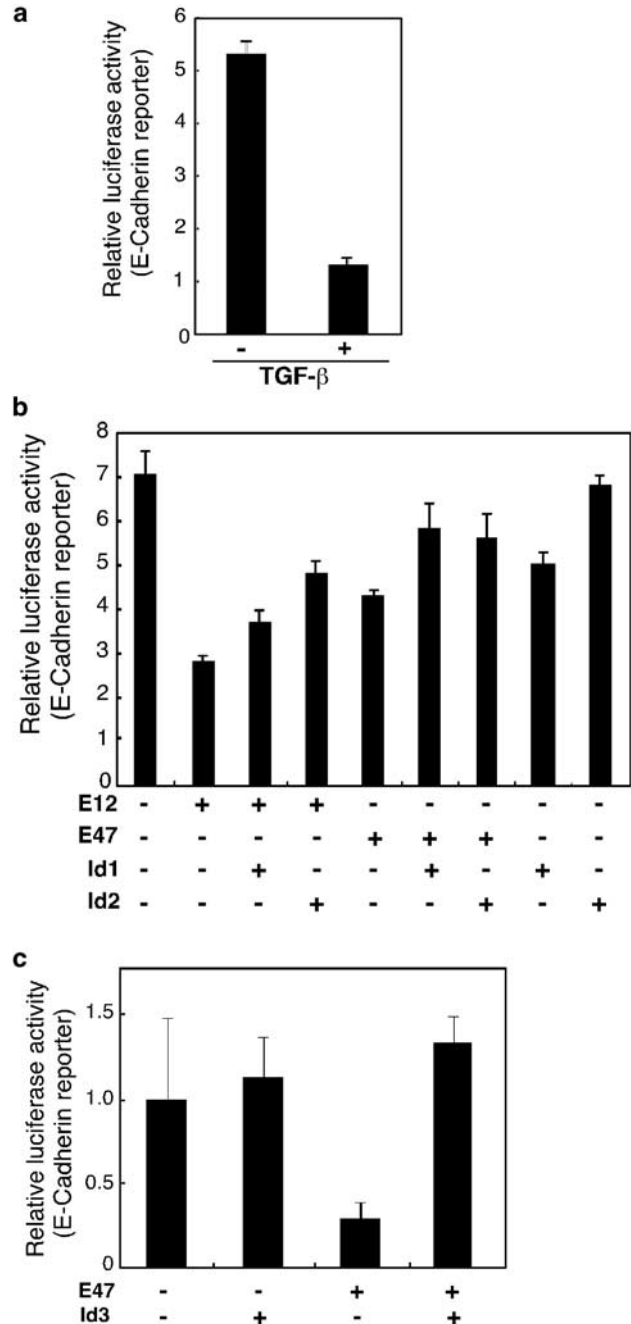 a
Relative luciferase activity
(E-Cadherin reporter)
6
5
4
3
2
1
0
- +
TGF-β
b
Relative luciferase activity
(E-Cadherin reporter)
8
7
6
5
4
3
2
1
0
E12 - + + + - - - - -
E47 - - - - + + + - -
Id1 - - + - - + - + -
Id2 - - - + - - + - +
c
Relative luciferase activity
(E-Cadherin reporter)
1.5
1.0
0.5
0
E47 - - + +
Id3 - + - +